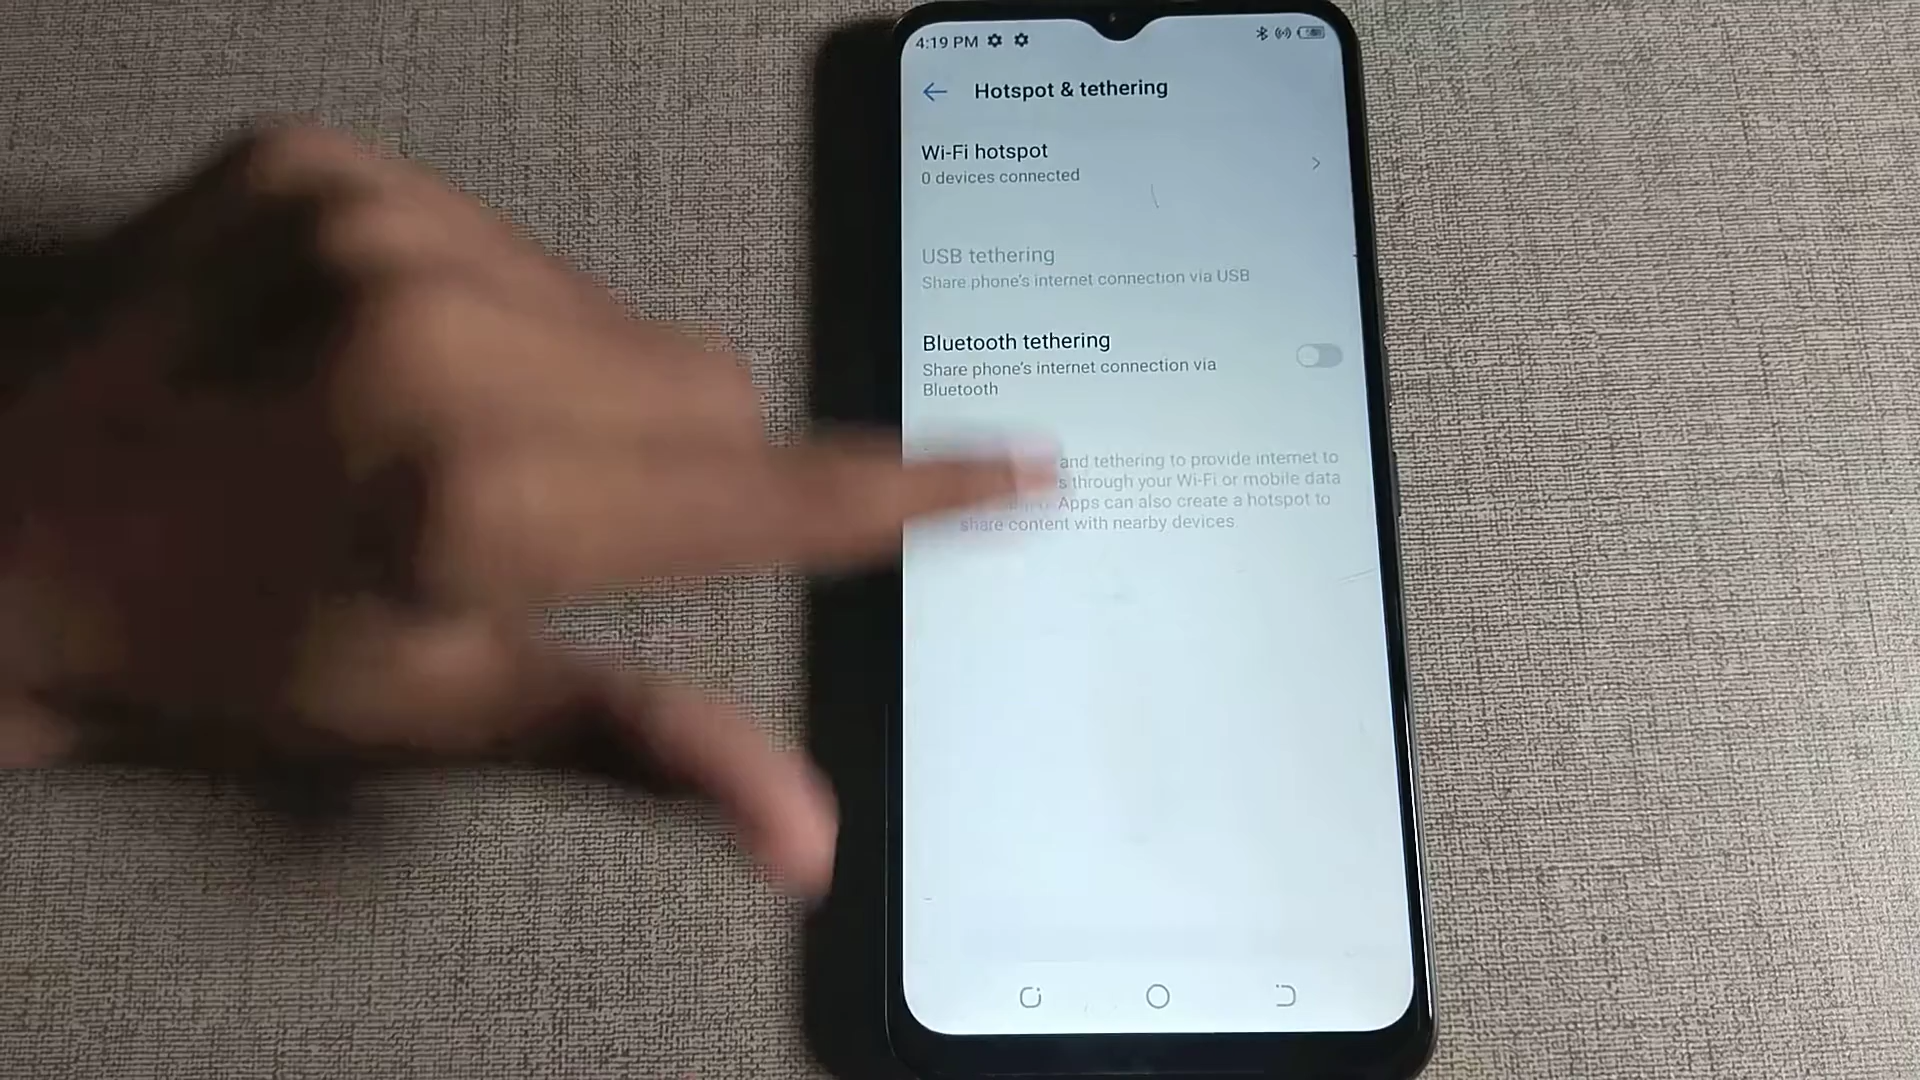 4:19 PM
Hotspot & tethering
Wi-Fi hotspot
0 devices connected
USB tethering
Share phone's internet connection via USB
Bluetooth tethering
Share phone's internet connection via
Bluetooth
and tethering to provide internet to
through your Wi-Fi or mobile data
Apps can also create a hotspot to
share content with nearby devices.